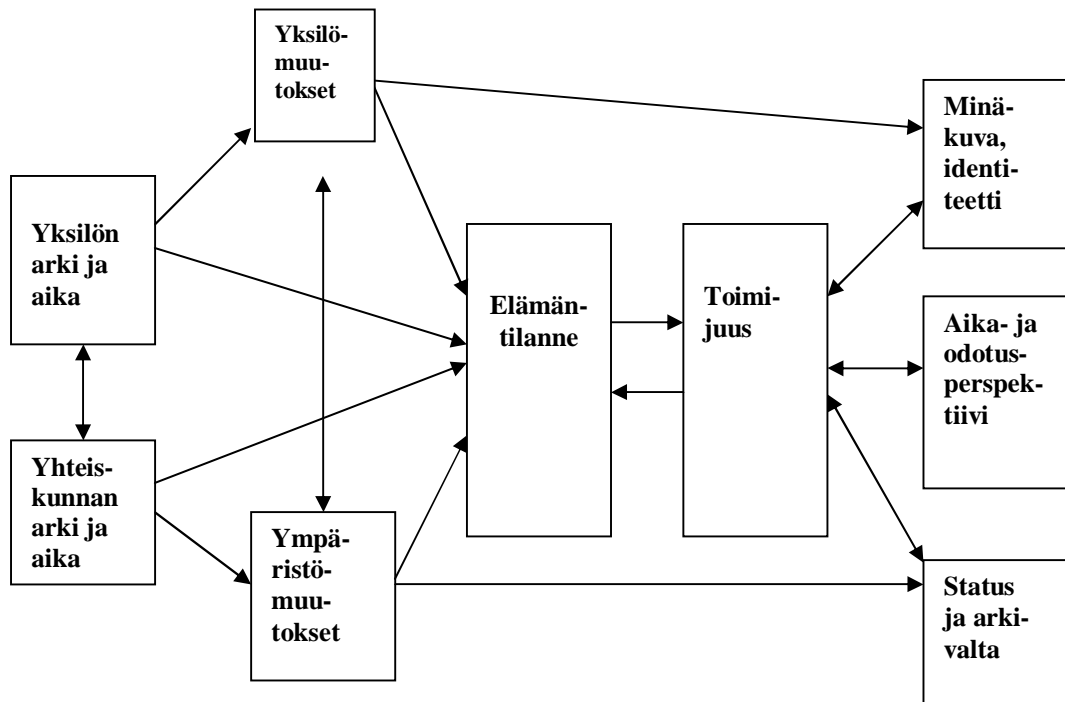 Yksilö-
muu-
tokset
Minä-
kuva,
identi-
teetti
Yksilön
arki ja
aika
Elämän-
tilanne
Toimi-
juus
Aika- ja
odotus-
perspek-
tiivi
Yhteis-
kunnan
arki ja
aika
Ympä-
ristö-
muu-
tokset
Status
ja arki-
valta